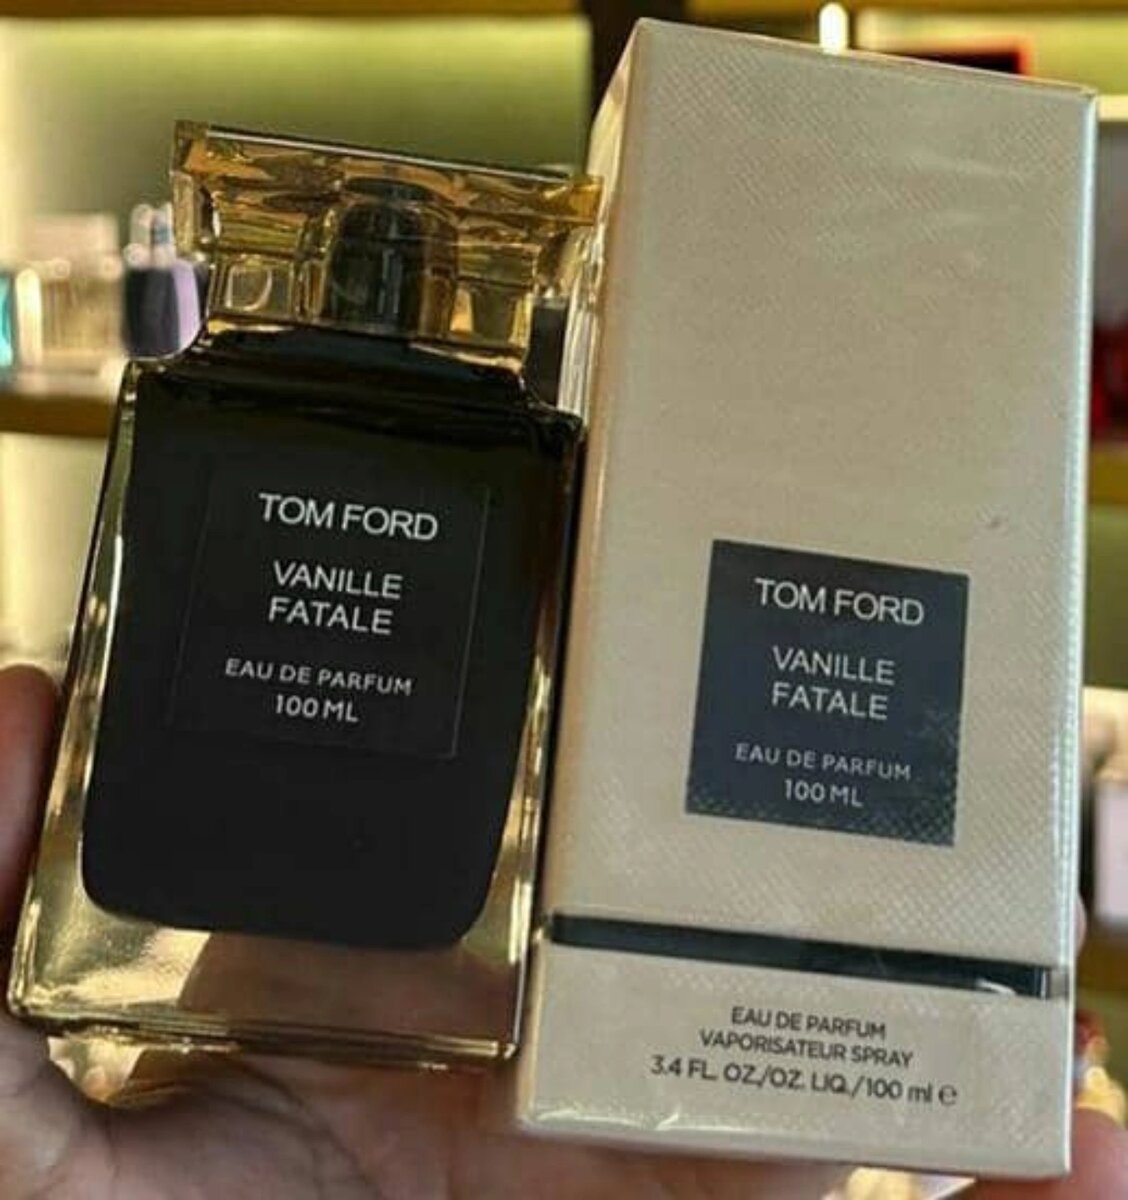 TOM FORD
VANILLE
FATALE
EAU DE PARFUM
100 ML
TOM FORD
VANILLE
FATALE
EAU DE PARFUM
100 ML
EAU DE PARFUM
VAPORISATEUR SPRAY
3.4 FL. OZ./OZ. LIQ./100 ml ℮